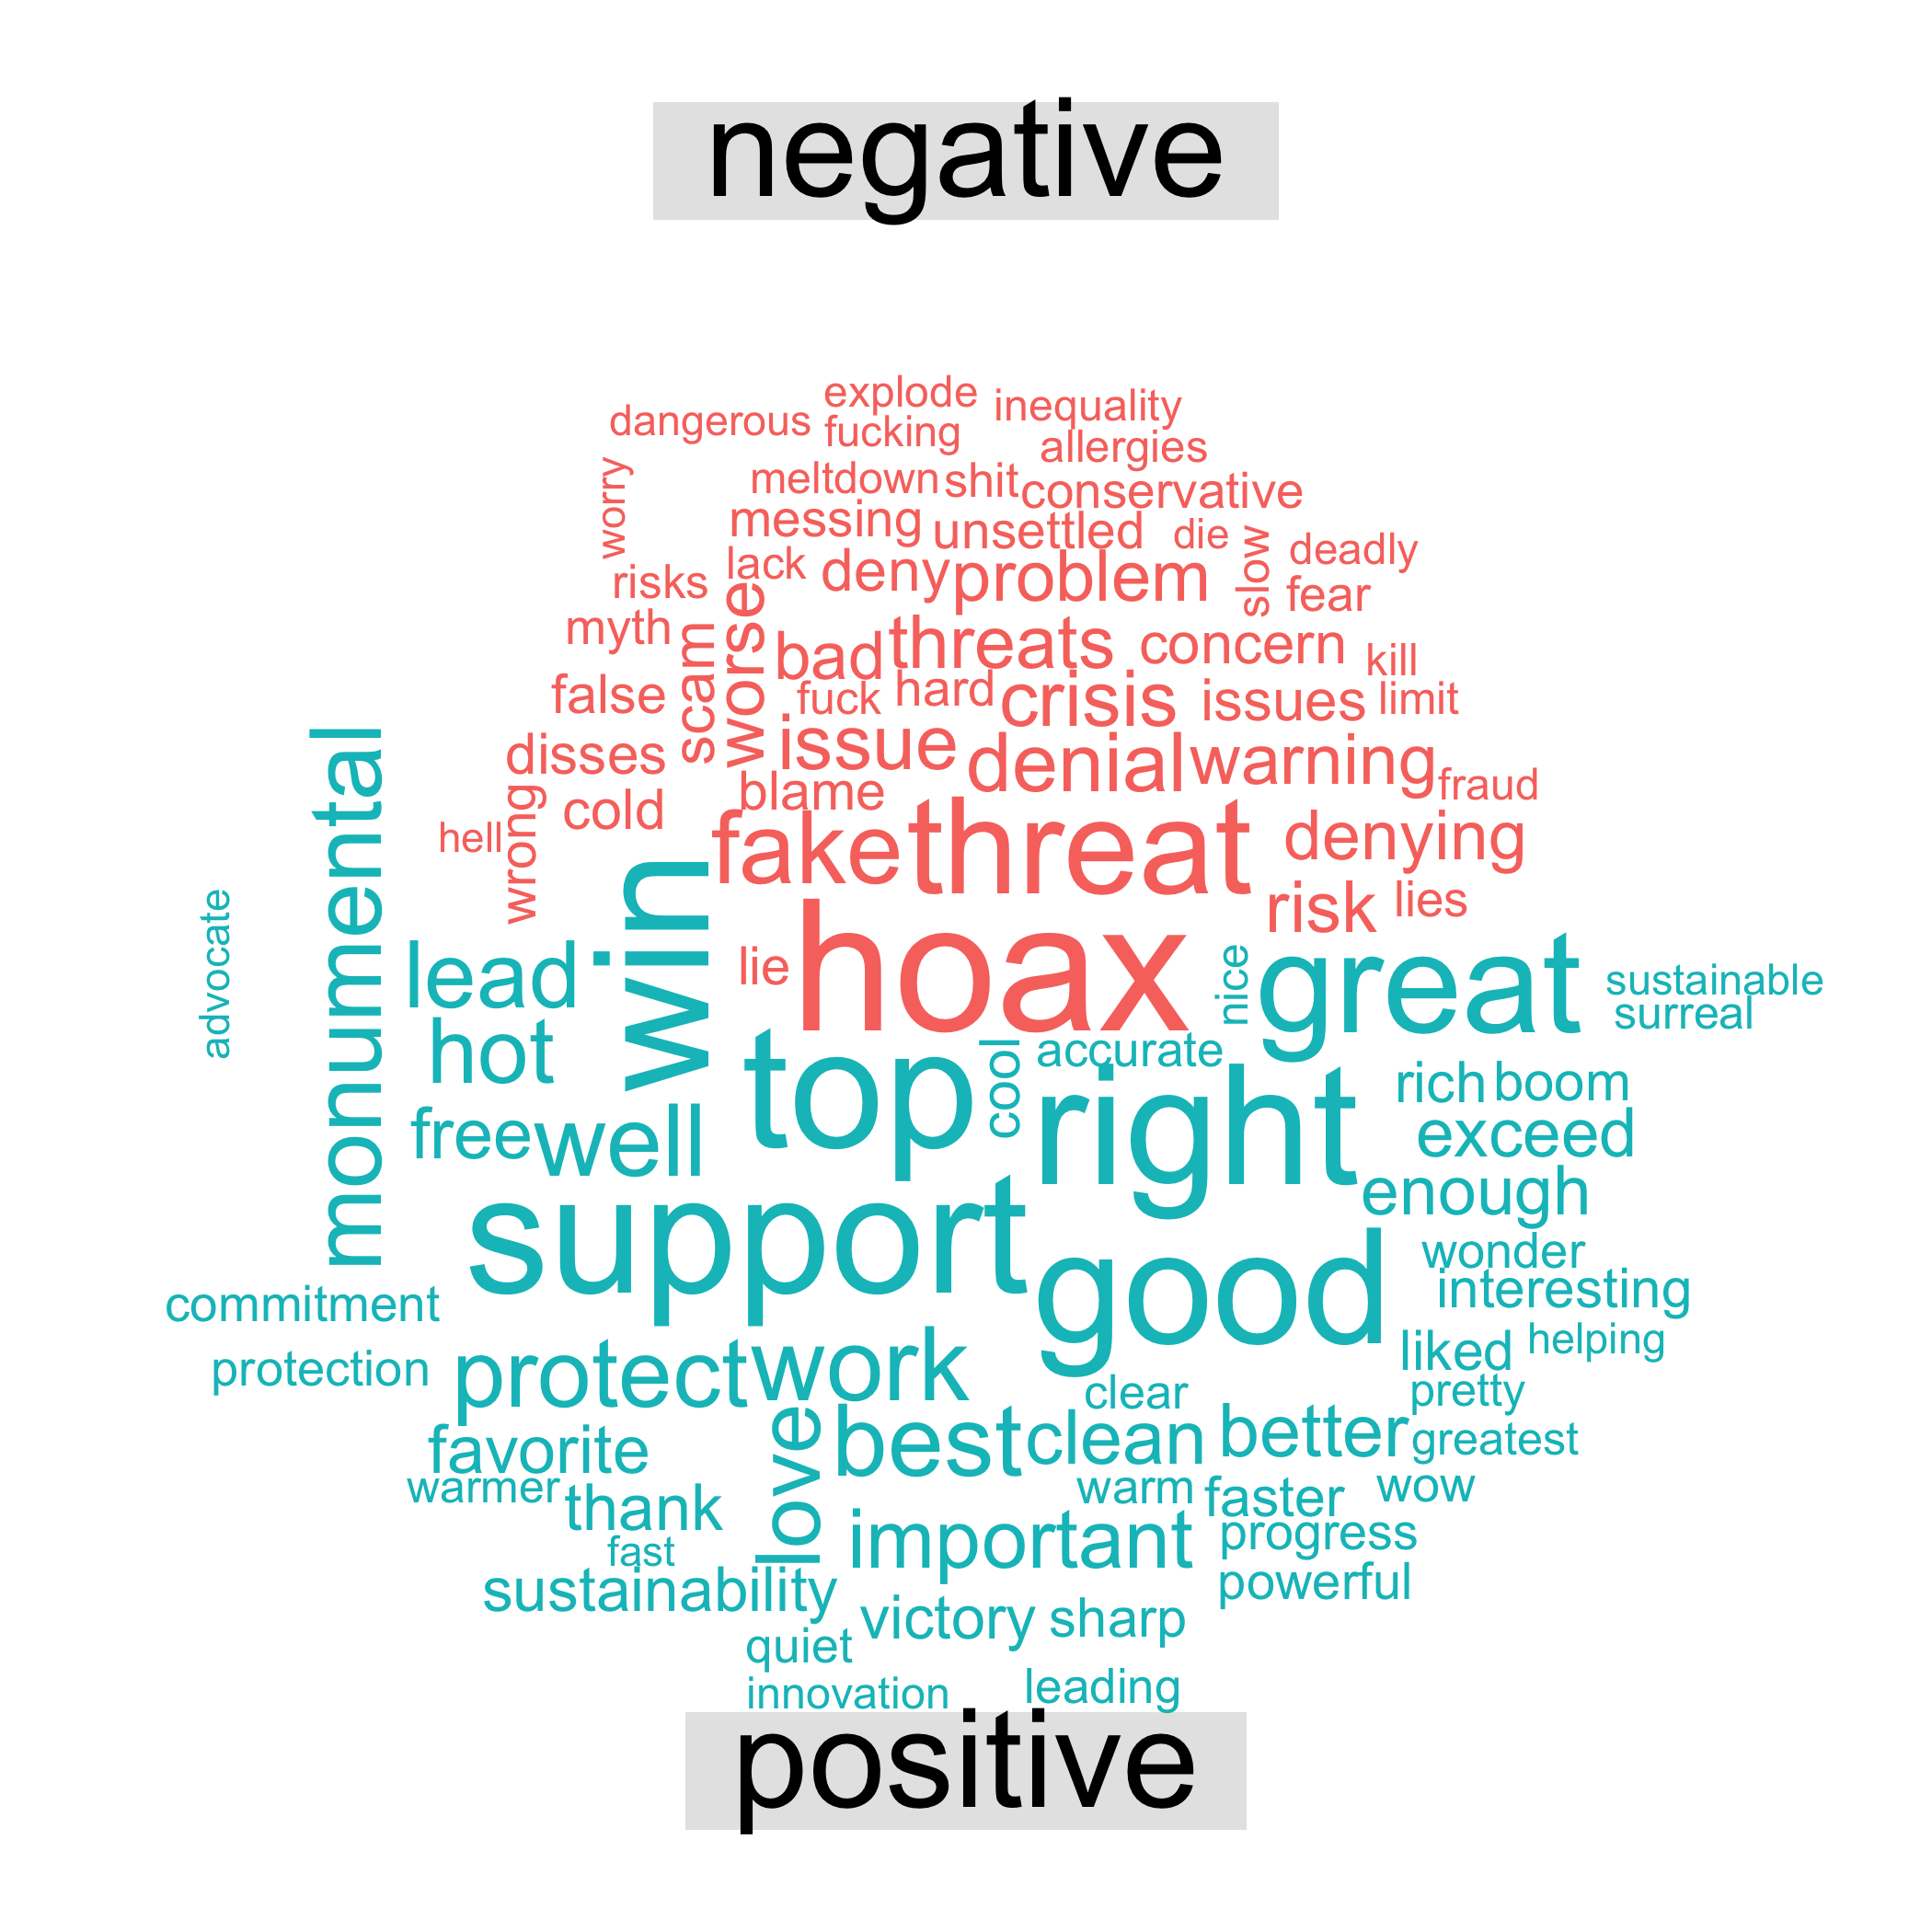 negative
explode
inequality
dangerous
fucking
allergies
worry
meltdown
shit
conservative
messing
unsettled
die
slow
deadly
risks
lack
deny
problem
fear
myth
scam
worse
bad
threats
concern
kill
false
fuck
hard
crisis
issues
limit
disses
issue
denial
warning
fraud
cold
blame
hell
wrong
fake
threat
denying
risk
lies
monumental
win
lead
lie
hoax
nice
great
sustainable
surreal
advocate
hot
top
cool
accurate
right
rich
boom
free
well
exceed
support
enough
good
wonder
interesting
commitment
liked
helping
protection
protect
work
clear
pretty
favorite
love
best
clean
better
greatest
warmer
thank
warm
faster
wow
fast
important
progress
sustainability
powerful
victory
sharp
quiet
innovation
leading
positive